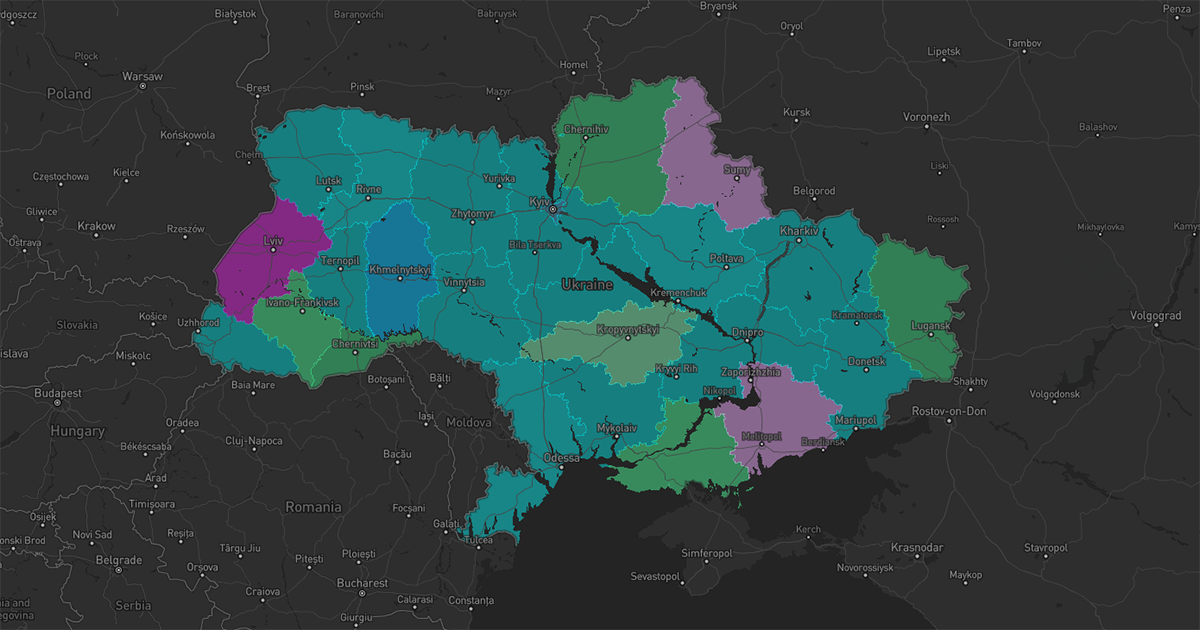 Bryansk
Penza
Białystok
Baranovichi
Babruysk
dgoszcz
Oryol
Tambov
Lipetsk
Płock
Homel
Warsaw
Brest
Pinsk
Mazyr
Poland
Kursk
Voronezh
Balashov
Końskowola
Chernihiv
Chelm
Liski
Częstochowa
Kielce
Lutsk
Rivne
Yurivka
Sumy
Belgorod
Kyiv
Gliwice
Krakow
Rzeszów
Zhytomyr
Rossosh
Mikhaylovka
Kamys
Ostrava
Lviv
Bila Tserkva
Kharkiv
Ternopil
Khmelnytskyi
Vinnytsia
Poltava
Ukraine
Kremenchuk
Ivano-Frankivsk
Košice
Uzhhorod
Slovakia
Kropyvnytskyi
Kramatorsk
Lugansk
Volgograd
islava
Miskolc
Chernivtsi
Dnipro
Donetsk
Baia Mare
Botoșani
Bălți
Kryvyi Rih
Zaporizhzhia
Shakhty
Budapest
Nikopol
Volgodonsk
Rostov-on-Don
Iași
Moldova
Oradea
Hungary
Mykolaiv
Mariupol
Melitopol
Berdiansk
Cluj-Napoca
Békéscsaba
Bacău
Odessa
Arad
Timișoara
Romania
Focșani
Osijek
Galați
Kerch
onski Brod
Novi Sad
Reșița
Târgu Jiu
Tulcea
Pitești
Ploiești
Simferopol
Krasnodar
Stavropol
Belgrade
Orșova
Sevastopol
Novorossiysk
Maykop
Bucharest
Craiova
Calarasi
Constanța
nia and
egovina
Serbia
Giurgiu